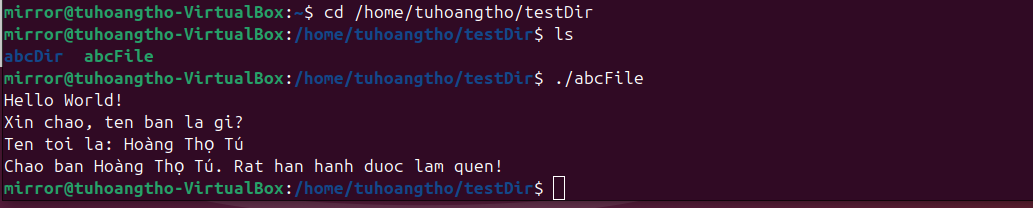 mirror@tuhoangtho-VirtualBox:~$ cd /home/tuhoangtho/testDir
mirror@tuhoangtho-VirtualBox:/home/tuhoangtho/testDir$ ls
abcDir  abcFile
mirror@tuhoangtho-VirtualBox:/home/tuhoangtho/testDir$ ./abcFile
Hello World!
Xin chao, ten ban la gi?
Ten toi la: Hoàng Thọ Tú
Chao ban Hoàng Thọ Tú. Rat han hanh duoc lam quen!
mirror@tuhoangtho-VirtualBox:/home/tuhoangtho/testDir$